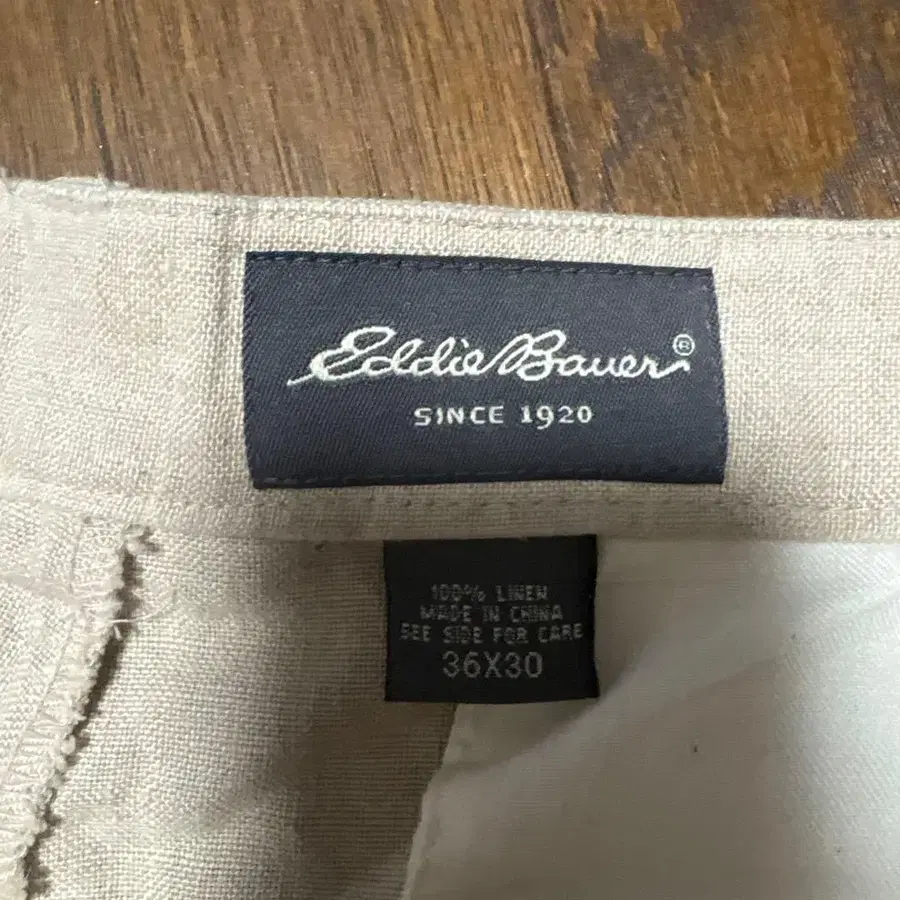 Eddie Bauer®
SINCE 1920
100% LINEN
MADE IN CHINA
SEE SIDE FOR CARE
36X30